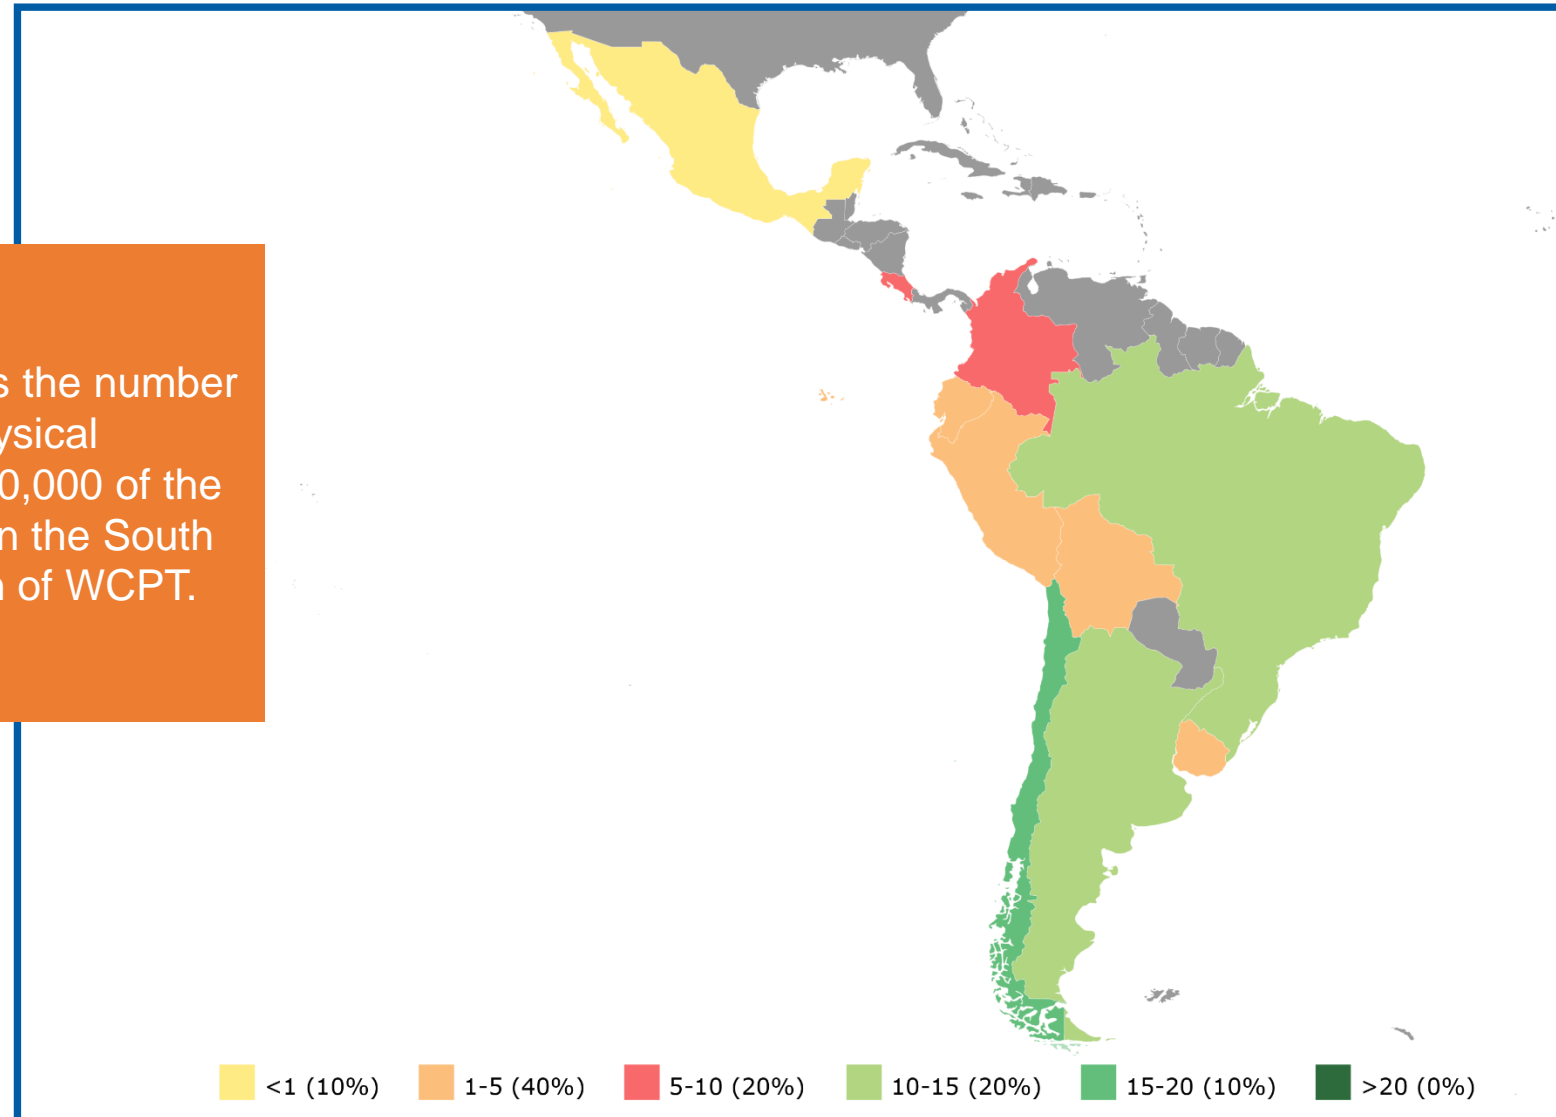 s the number
ysical
0,000 of the
n the South
n of WCPT.
<1 (10%)
1-5 (40%)
5-10 (20%)
10-15 (20%)
15-20 (10%)
>20 (0%)